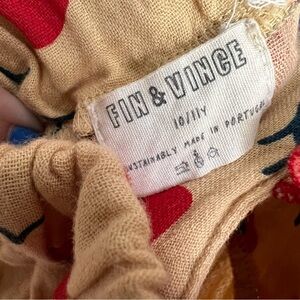 FIN & VINCE
10/11Y
SUSTAINABLY MADE IN PORTUGAL